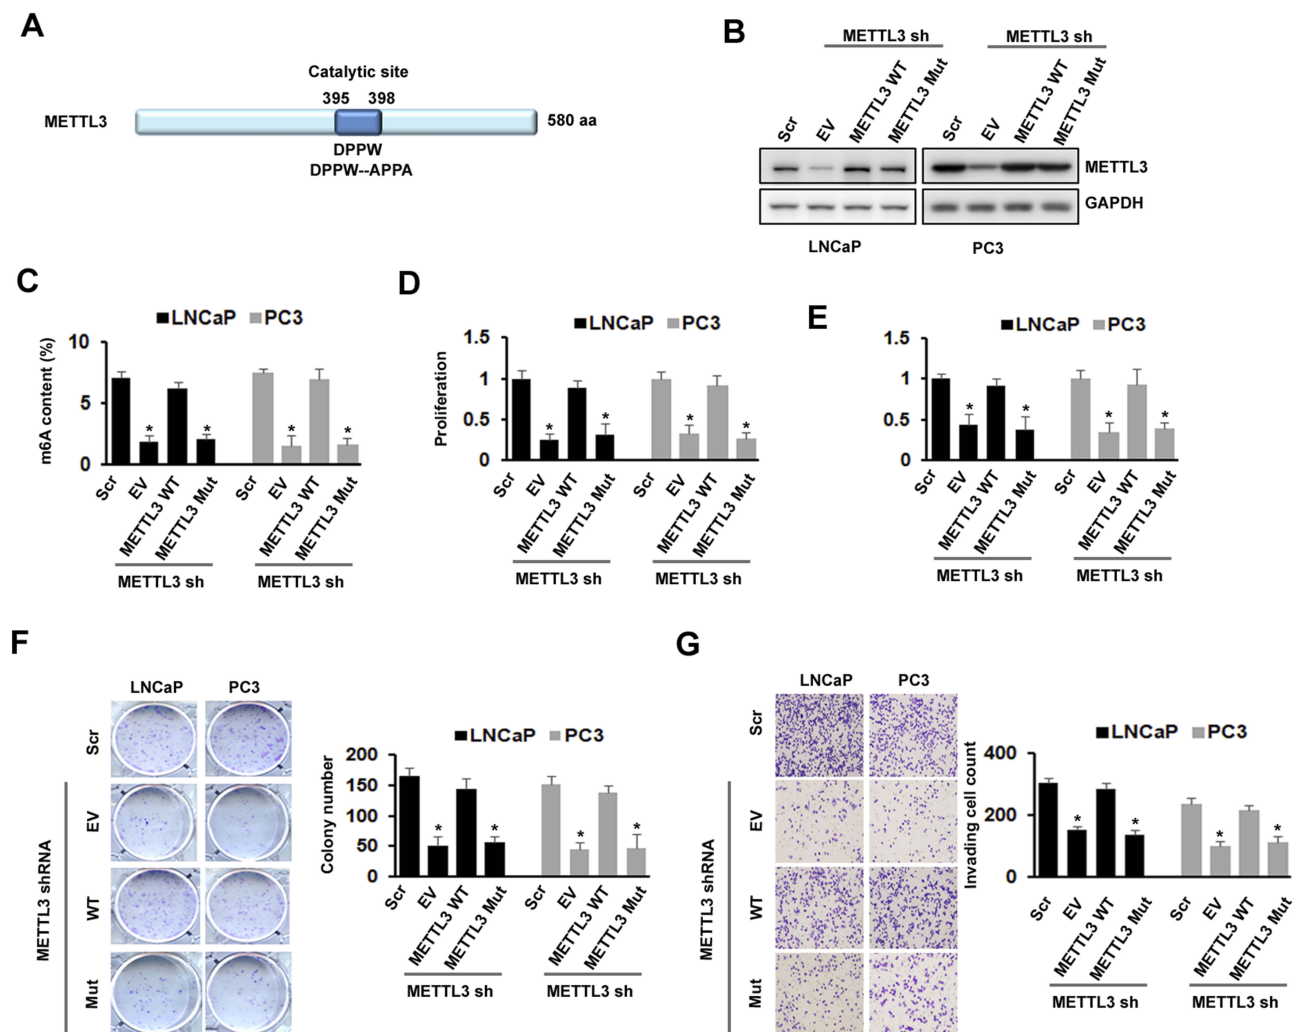 A
Catalytic site
395 398
METTL3
580 aa
DPPW
DPPW--APPA
B
METTL3 sh
METTL3 sh
Scr
EV
METTL3 WT
METTL3 Mut
Scr
EV
METTL3 WT
METTL3 Mut
METTL3
GAPDH
LNCaP
PC3
C
LNCaP PC3
m6A content (%)
10
5
0
Scr
EV
METTL3 WT
METTL3 Mut
Scr
EV
METTL3 WT
METTL3 Mut
* * * *
METTL3 sh
METTL3 sh
D
LNCaP PC3
Proliferation
1.5
1
0.5
0
* * * *
Scr
EV
METTL3 WT
METTL3 Mut
Scr
EV
METTL3 WT
METTL3 Mut
METTL3 sh
METTL3 sh
E
LNCaP PC3
1.5
1
0.5
0
* * * *
Scr
EV
METTL3 WT
METTL3 Mut
Scr
EV
METTL3 WT
METTL3 Mut
METTL3 sh
METTL3 sh
F
LNCaP PC3
Scr
EV
WT
Mut
METTL3 shRNA
LNCaP PC3
Colony number
200
150
100
50
0
* * * *
Scr
EV
METTL3 WT
METTL3 Mut
Scr
EV
METTL3 WT
METTL3 Mut
METTL3 sh
METTL3 sh
G
LNCaP PC3
Scr
EV
WT
Mut
METTL3 shRNA
LNCaP PC3
Invading cell count
400
200
0
* * * *
Scr
EV
METTL3 WT
METTL3 Mut
Scr
EV
METTL3 WT
METTL3 Mut
METTL3 sh
METTL3 sh